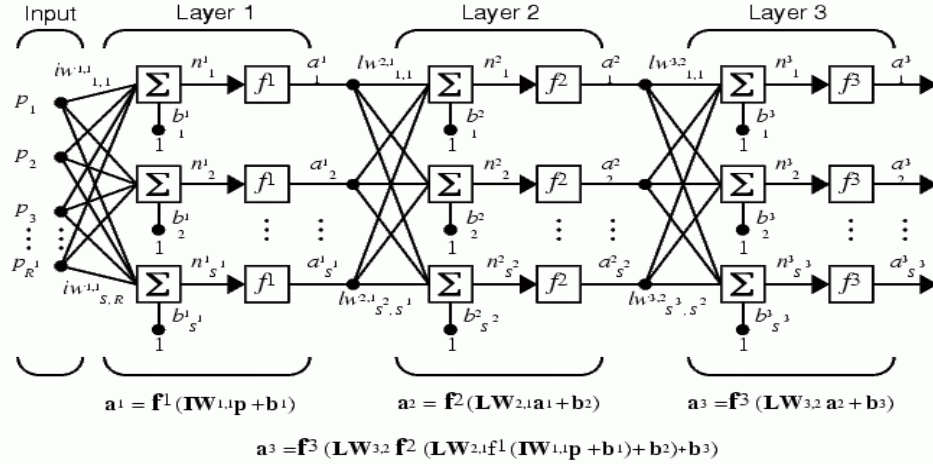 Input Layer 1 Layer 2 Layer 3
iw1,1 1,1 n1 1 a1 1 lw2,1 1,1 n2 1 a2 1 lw3,2 1,1 n3 1 a3 1
p1 Σ f1 Σ f2 Σ f3
b1 1 b2 1 b3 1
1 1 1
n1 2 a1 2 n2 2 a2 2 n3 2 a3 2
p2 Σ f1 Σ f2 Σ f3
p3 b1 2 b2 2 b3 2
1 1 1
n1 s1 a1 s1 n2 s2 a2 s2 n3 s3 a3 s3
pR1 Σ f1 Σ f2 Σ f3
iw1,1 s,R lw2,1 s2,s1 lw3,2 s3,s2
b1 s1 b2 s2 b3 s3
1 1 1
a1 = f1 (IW1,1p +b1) a2 = f2 (LW2,1a1+b2) a3 =f3 (LW3,2 a2 +b3)
a3 =f3 (LW3,2 f2 (LW2,1f1 (IW1,1p +b1)+ b2)+b3)